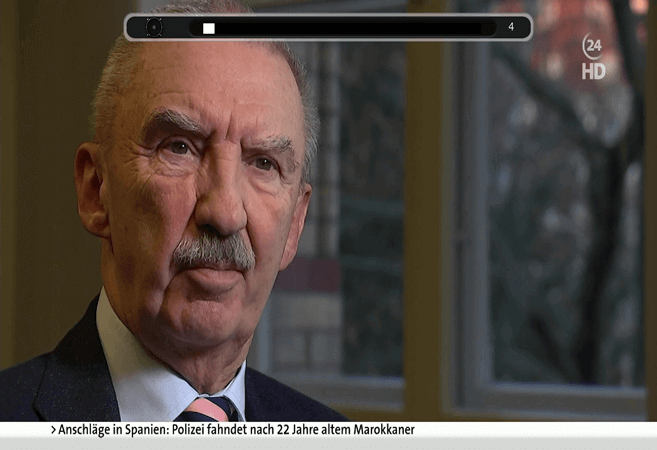 4
24
HD
> Anschläge in Spanien: Polizei fahndet nach 22 Jahre altem Marokkaner